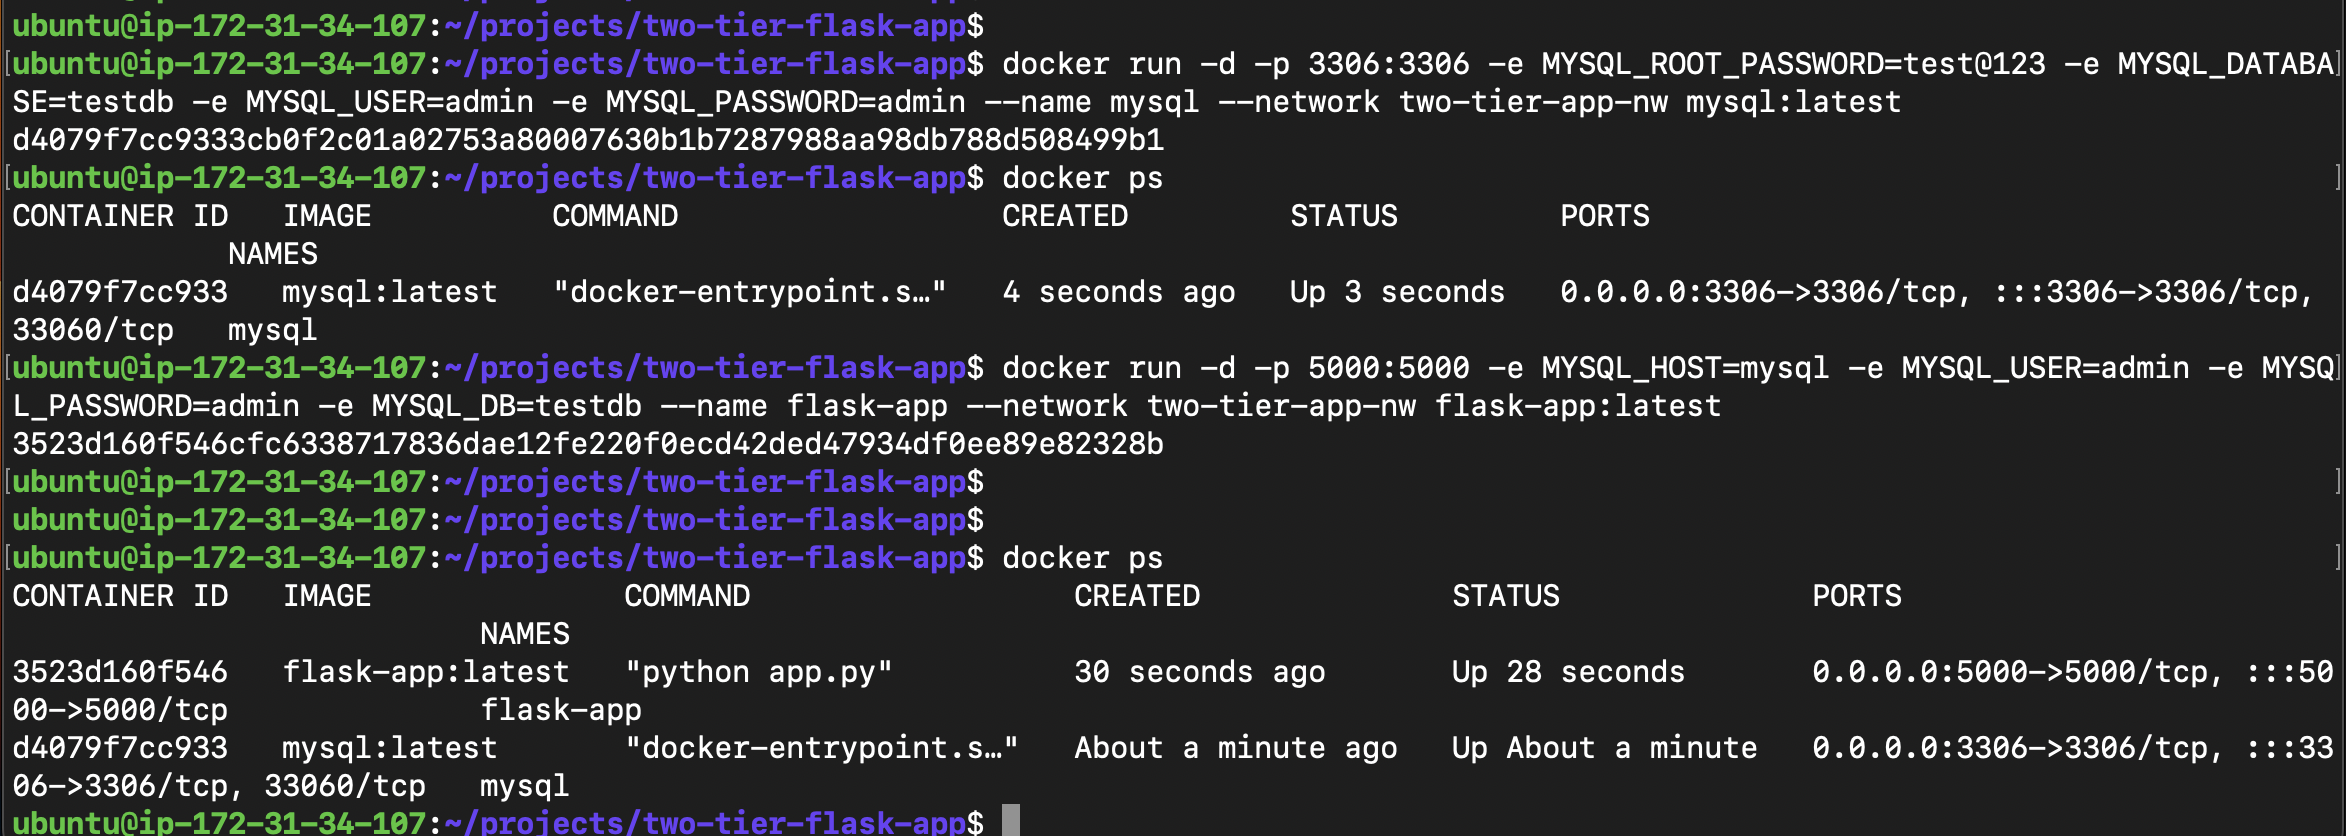 ubuntu@ip-172-31-34-107:~/projects/two-tier-flask-app$
[ubuntu@ip-172-31-34-107:~/projects/two-tier-flask-app$ docker run -d -p 3306:3306 -e MYSQL_ROOT_PASSWORD=test@123 -e MYSQL_DATABA]
SE=testdb -e MYSQL_USER=admin -e MYSQL_PASSWORD=admin --name mysql --network two-tier-app-nw mysql:latest
d4079f7cc9333cb0f2c01a02753a80007630b1b7287988aa98db788d508499b1
[ubuntu@ip-172-31-34-107:~/projects/two-tier-flask-app$ docker ps ]
CONTAINER ID   IMAGE          COMMAND                  CREATED         STATUS         PORTS
            NAMES
d4079f7cc933   mysql:latest   "docker-entrypoint.s…"   4 seconds ago   Up 3 seconds   0.0.0.0:3306->3306/tcp, :::3306->3306/tcp,
33060/tcp   mysql
[ubuntu@ip-172-31-34-107:~/projects/two-tier-flask-app$ docker run -d -p 5000:5000 -e MYSQL_HOST=mysql -e MYSQL_USER=admin -e MYSQ]
L_PASSWORD=admin -e MYSQL_DB=testdb --name flask-app --network two-tier-app-nw flask-app:latest
3523d160f546cfc6338717836dae12fe220f0ecd42ded47934df0ee89e82328b
[ubuntu@ip-172-31-34-107:~/projects/two-tier-flask-app$ ]
ubuntu@ip-172-31-34-107:~/projects/two-tier-flask-app$
[ubuntu@ip-172-31-34-107:~/projects/two-tier-flask-app$ docker ps ]
CONTAINER ID   IMAGE              COMMAND                  CREATED              STATUS              PORTS
                          NAMES
3523d160f546   flask-app:latest   "python app.py"          30 seconds ago       Up 28 seconds       0.0.0.0:5000->5000/tcp, :::50
00->5000/tcp              flask-app
d4079f7cc933   mysql:latest       "docker-entrypoint.s…"   About a minute ago   Up About a minute   0.0.0.0:3306->3306/tcp, :::33
06->3306/tcp, 33060/tcp   mysql
ubuntu@ip-172-31-34-107:~/projects/two-tier-flask-app$